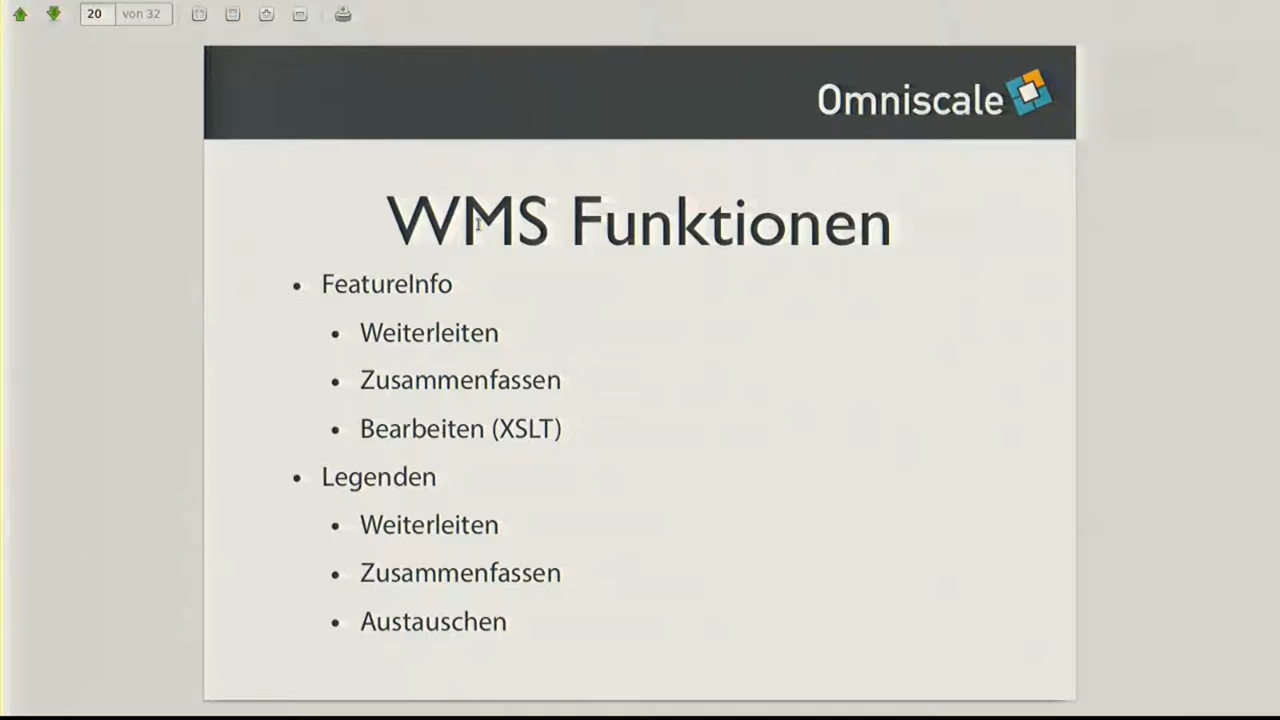 20 von 32
Omniscale
WMS Funktionen
• FeatureInfo
• Weiterleiten
• Zusammenfassen
• Bearbeiten (XSLT)
• Legenden
• Weiterleiten
• Zusammenfassen
• Austauschen